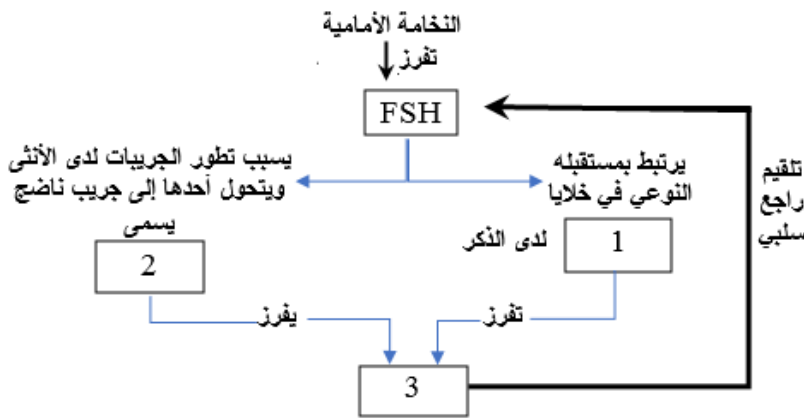 النخامة الأمامية
تفرز
FSH
يرتبط بمستقبله
النوعي في خلايا
1
لدى الذكر
يسبب تطور الجريبات لدى الأنثى
ويتحول أحدها إلى جريب ناضج
يسمى
2
تفرز
يفرز
3
تلقيم
راجع
سلبي